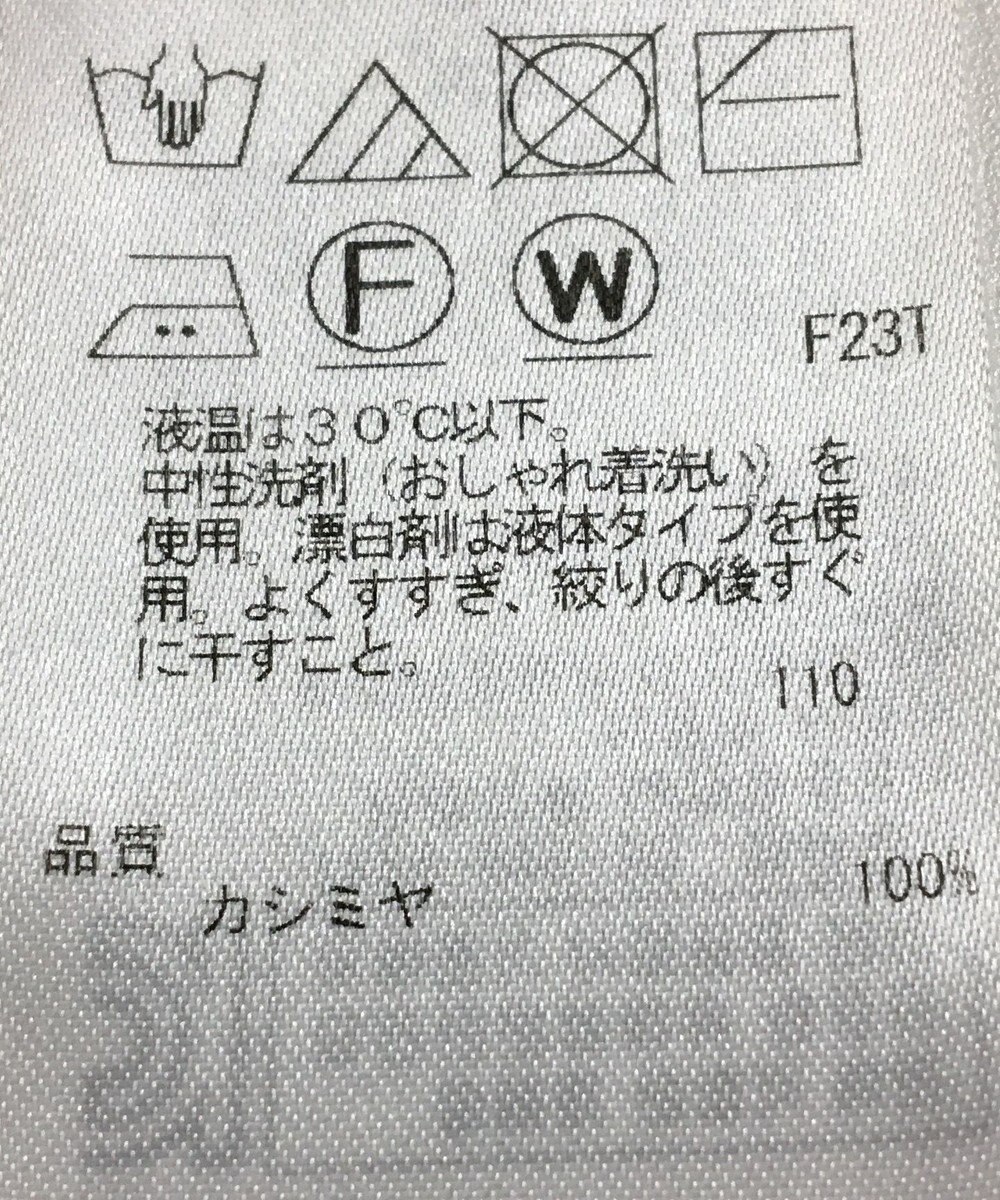 F
W
F23T
液温は30℃以下。
中性洗剤（おしゃれ着洗い）を
使用。漂白剤は液体タイプを使
用。よくすすぎ、絞りの後すぐ
に干すこと。
110
品質
カシミヤ 100%